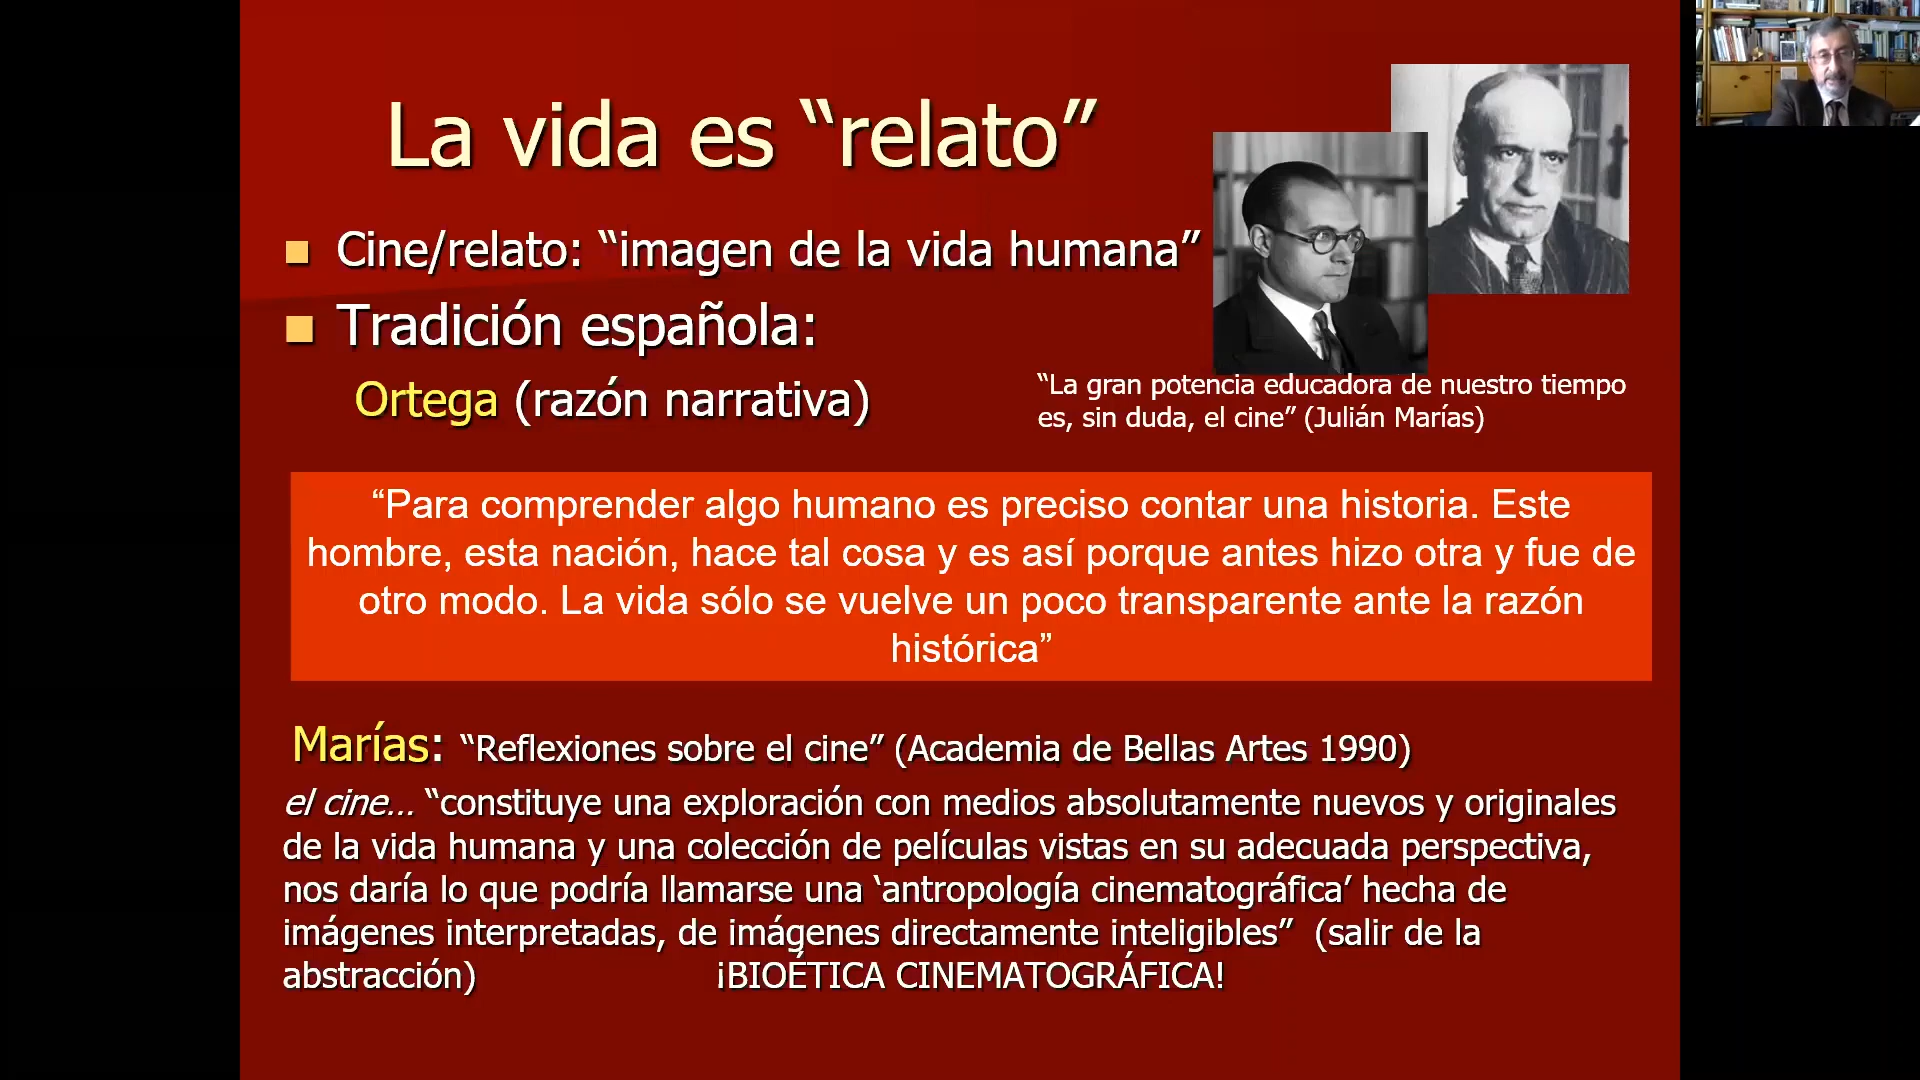 La vida es “relato”
Cine/relato: “imagen de la vida humana”
Tradición española:
Ortega (razón narrativa)
“La gran potencia educadora de nuestro tiempo
es, sin duda, el cine” (Julián Marías)
“Para comprender algo humano es preciso contar una historia. Este
hombre, esta nación, hace tal cosa y es así porque antes hizo otra y fue de
otro modo. La vida sólo se vuelve un poco transparente ante la razón
histórica”
Marías: “Reflexiones sobre el cine” (Academia de Bellas Artes 1990)
el cine… “constituye una exploración con medios absolutamente nuevos y originales
de la vida humana y una colección de películas vistas en su adecuada perspectiva,
nos daría lo que podría llamarse una ‘antropología cinematográfica’ hecha de
imágenes interpretadas, de imágenes directamente inteligibles” (salir de la
abstracción) ¡BIOÉTICA CINEMATOGRÁFICA!